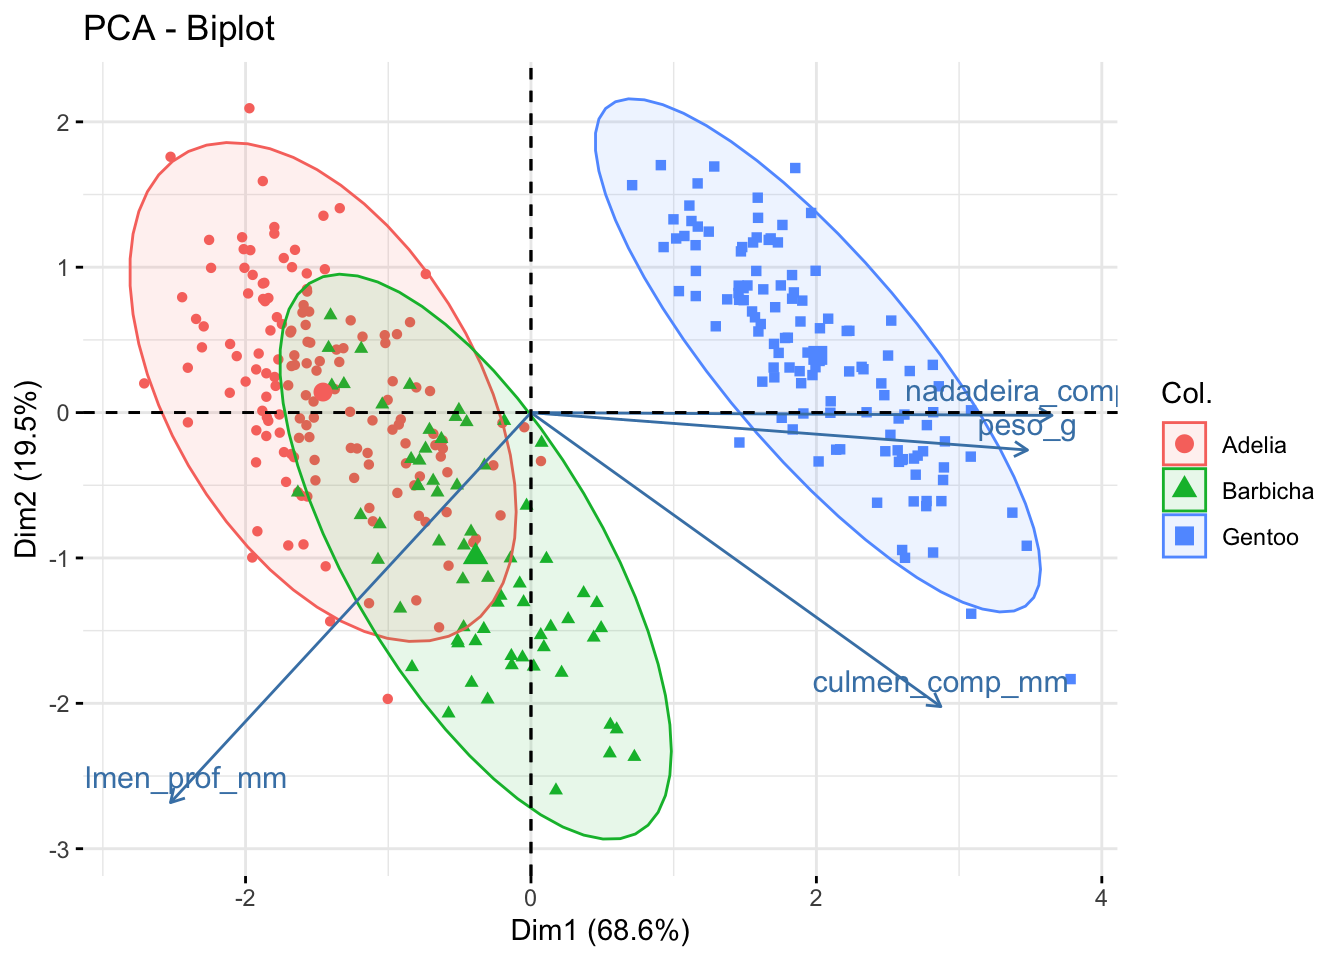 PCA - Biplot
2
1
0
-1
-2
-3
Dim2 (19.5%)
nadadeira_comp
peso_g
culmen_comp_mm
lmen_prof_mm
-2
0
2
4
Dim1 (68.6%)
Col.
Adelia
Barbicha
Gentoo